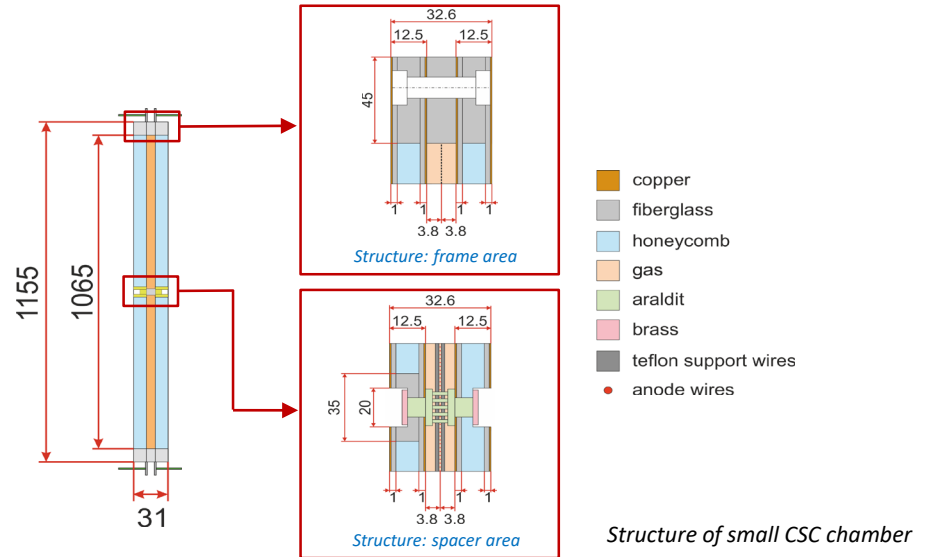 32.6
12.5 12.5
45
1 1 1 1
3.8 3.8
Structure: frame area
1155
1065
31
32.6
12.5 12.5
35
20
1 1 1 1
3.8 3.8
Structure: spacer area
copper
fiberglass
honeycomb
gas
araldit
brass
teflon support wires
anode wires
Structure of small CSC chamber